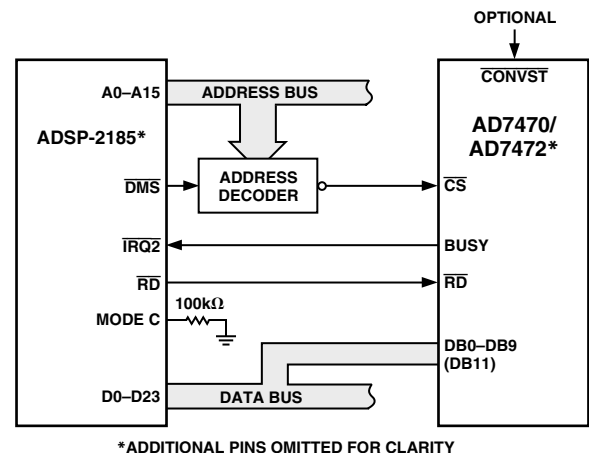 OPTIONAL
CONVST
A0–A15
ADDRESS BUS
ADSP-2185*
AD7470/
AD7472*
DMS
ADDRESS
DECODER
CS
IRQ2
BUSY
RD
RD
100kΩ
MODE C
DB0–DB9
(DB11)
D0–D23
DATA BUS
*ADDITIONAL PINS OMITTED FOR CLARITY